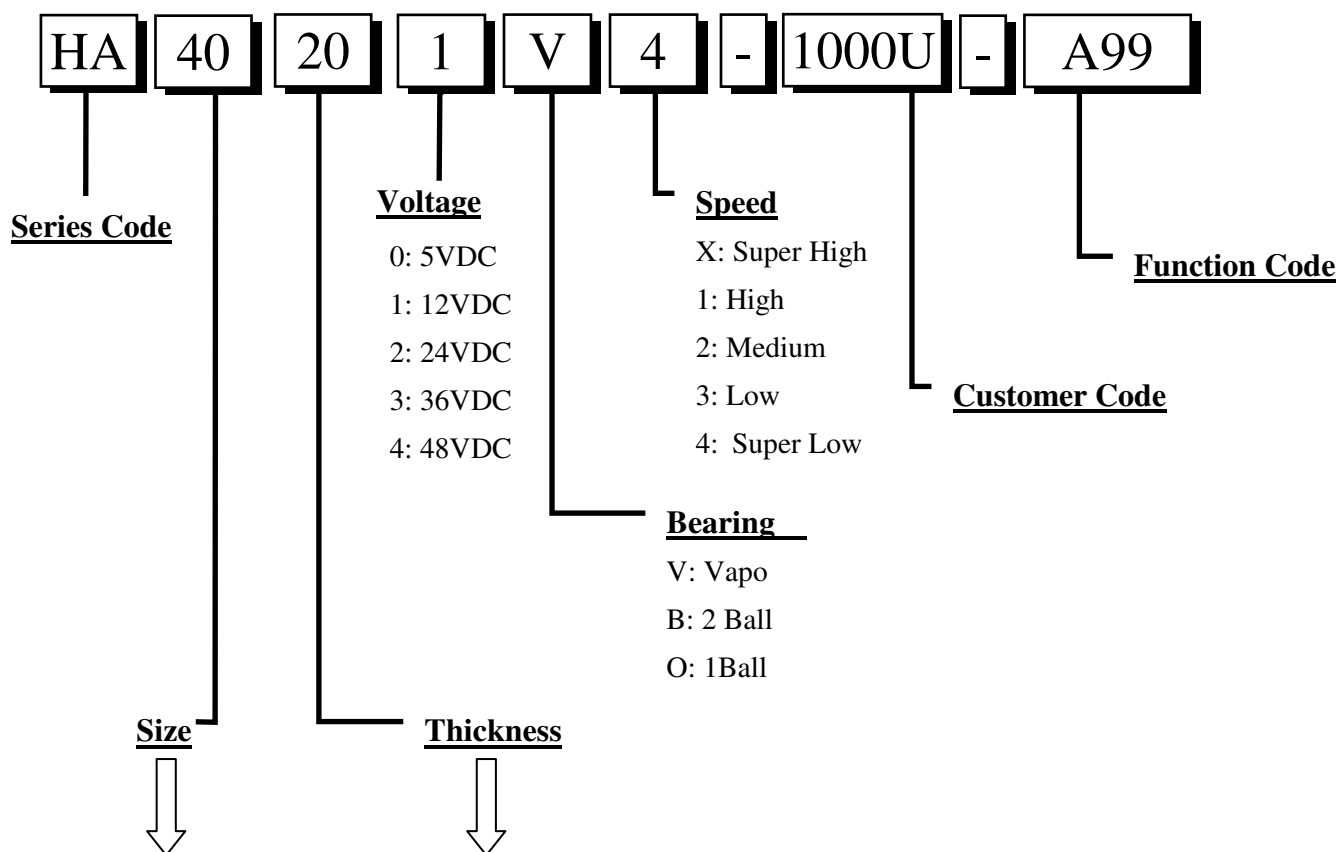 HA 40 20 1 V 4 - 1000U - A99
Series Code
Voltage
0: 5VDC
1: 12VDC
2: 24VDC
3: 36VDC
4: 48VDC
Speed
X: Super High
1: High
2: Medium
3: Low
4: Super Low
Function Code
Customer Code
Bearing
V: Vapo
B: 2 Ball
O: 1Ball
Size
Thickness